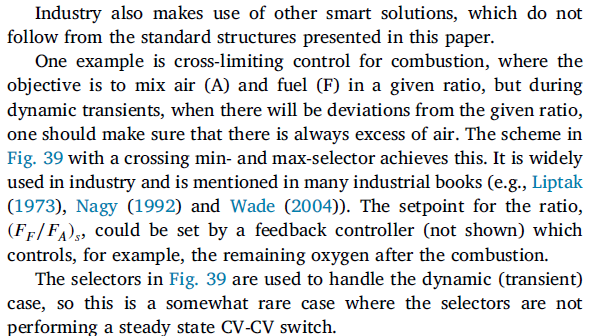 Industry also makes use of other smart solutions, which do not
follow from the standard structures presented in this paper.
One example is cross-limiting control for combustion, where the
objective is to mix air (A) and fuel (F) in a given ratio, but during
dynamic transients, when there will be deviations from the given ratio,
one should make sure that there is always excess of air. The scheme in
Fig. 39 with a crossing min- and max-selector achieves this. It is widely
used in industry and is mentioned in many industrial books (e.g., Liptak
(1973), Nagy (1992) and Wade (2004)). The setpoint for the ratio,
(F_F/F_A)_s, could be set by a feedback controller (not shown) which
controls, for example, the remaining oxygen after the combustion.
The selectors in Fig. 39 are used to handle the dynamic (transient)
case, so this is a somewhat rare case where the selectors are not
performing a steady state CV-CV switch.